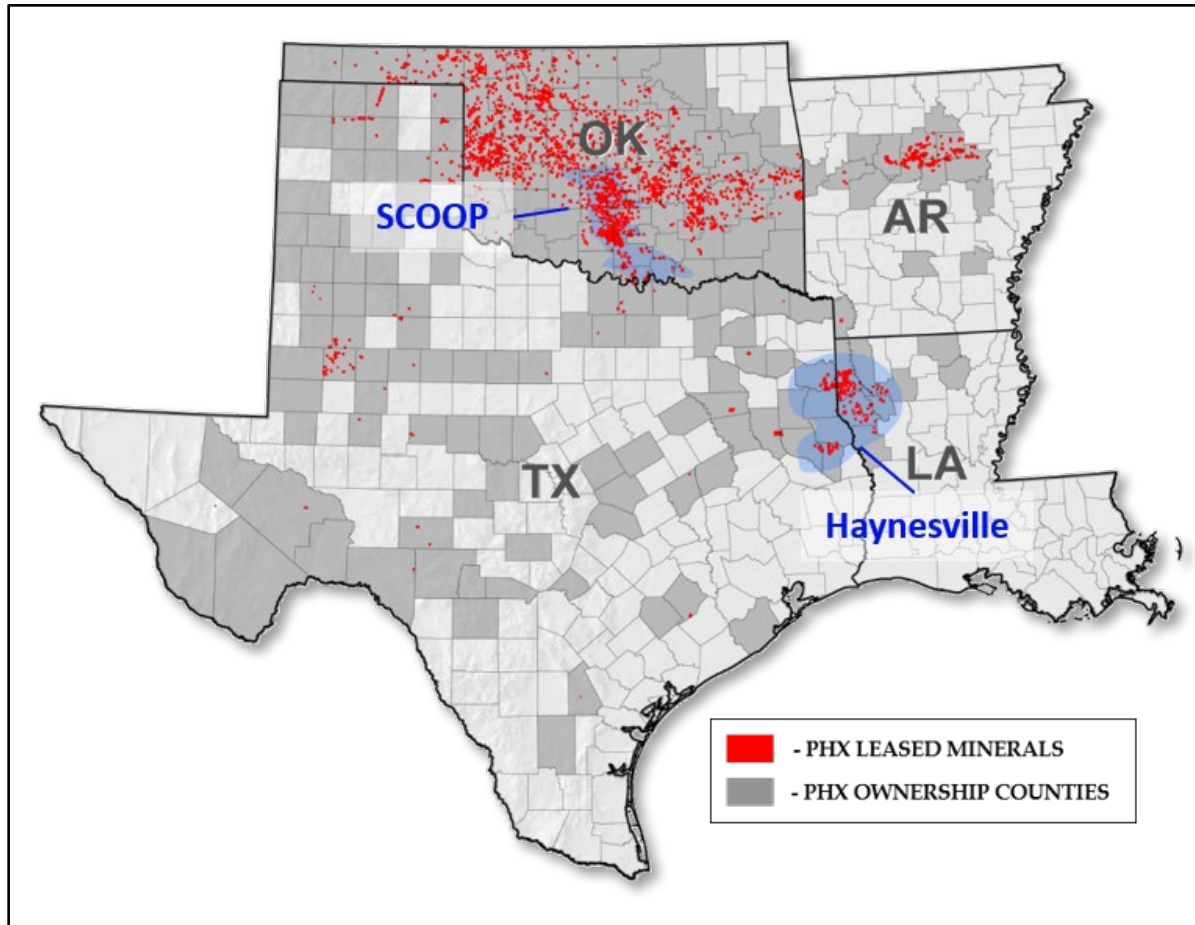 OK
AR
SCOOP
TX
LA
Haynesville
- PHX LEASED MINERALS
- PHX OWNERSHIP COUNTIES